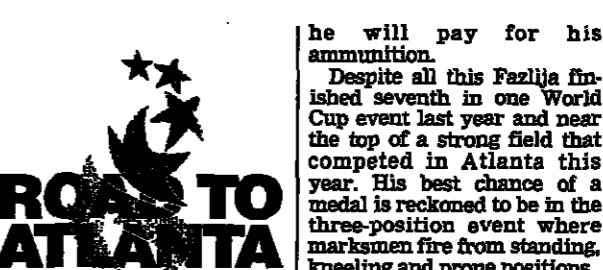 ROAD TO
ATLANTA
he will pay for his
ammunition.
Despite all this Fazlija fin-
ished seventh in one World
Cup event last year and near
the top of a strong field that
competed in Atlanta this
year. His best chance of a
medal is reckoned to be in the
three-position event where
marksmen fire from standing,
kneeling and prone positions